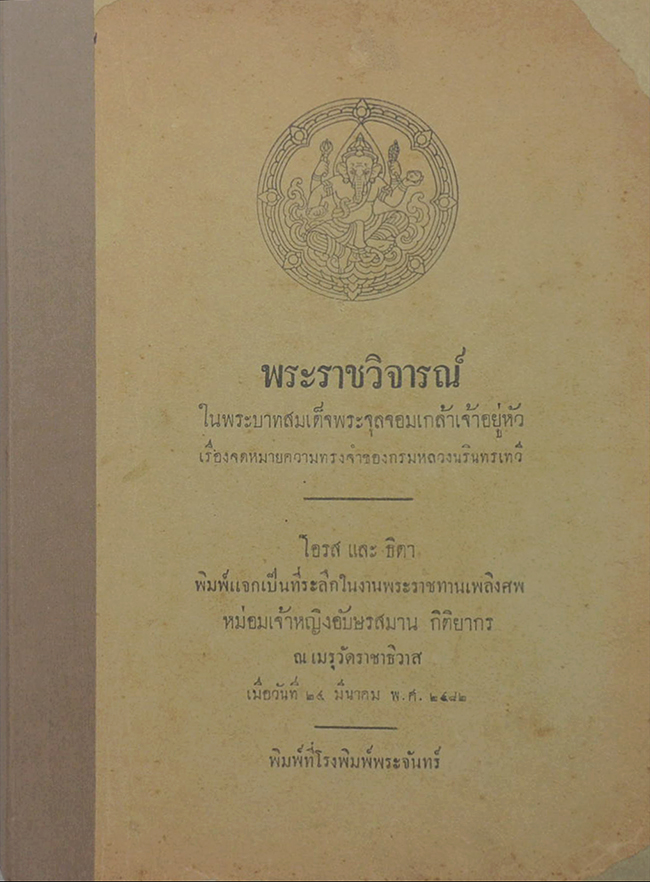 พระราชวิจารณ์
ในพระบาทสมเด็จพระจุลจอมเกล้าเจ้าอยู่หัว
เรื่องจดหมายความทรงจำของกรมหลวงนรินทรเทวี
โอรส และ ธิดา
พิมพ์แจกเป็นที่ระลึกในงานพระราชทานเพลิงศพ
หม่อมเจ้าหญิงอับษรสมาน กิติยากร
ณ เมรุวัดราชาธิวาส
เมื่อวันที่ ๒๔ มีนาคม พ.ศ. ๒๔๘๒
พิมพ์ที่โรงพิมพ์พระจันทร์